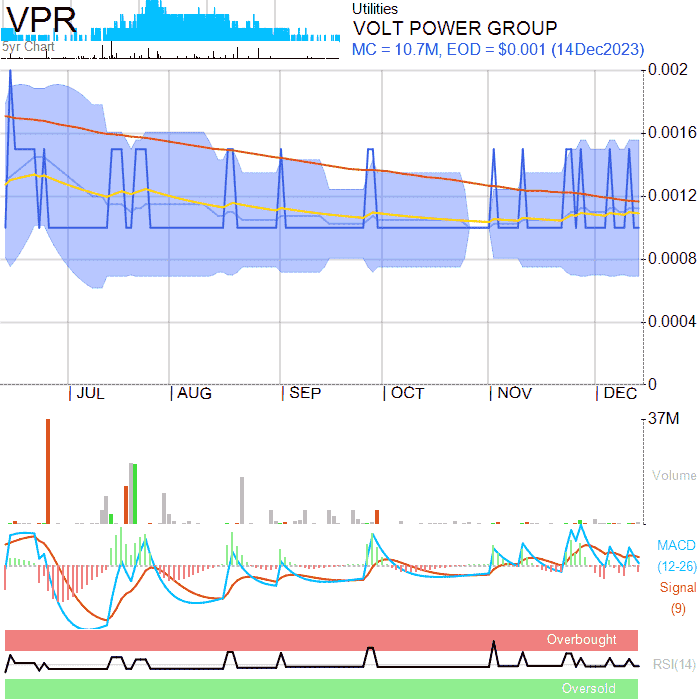 VPR
5yr Chart
Utilities
VOLT POWER GROUP
MC = 10.7M, EOD = $0.001 (14Dec2023)
0.002
0.0016
0.0012
0.0008
0.0004
0
JUL
AUG
SEP
OCT
NOV
DEC
37M
Volume
MACD
(12-26)
Signal
(9)
Overbought
RSI(14)
Oversold